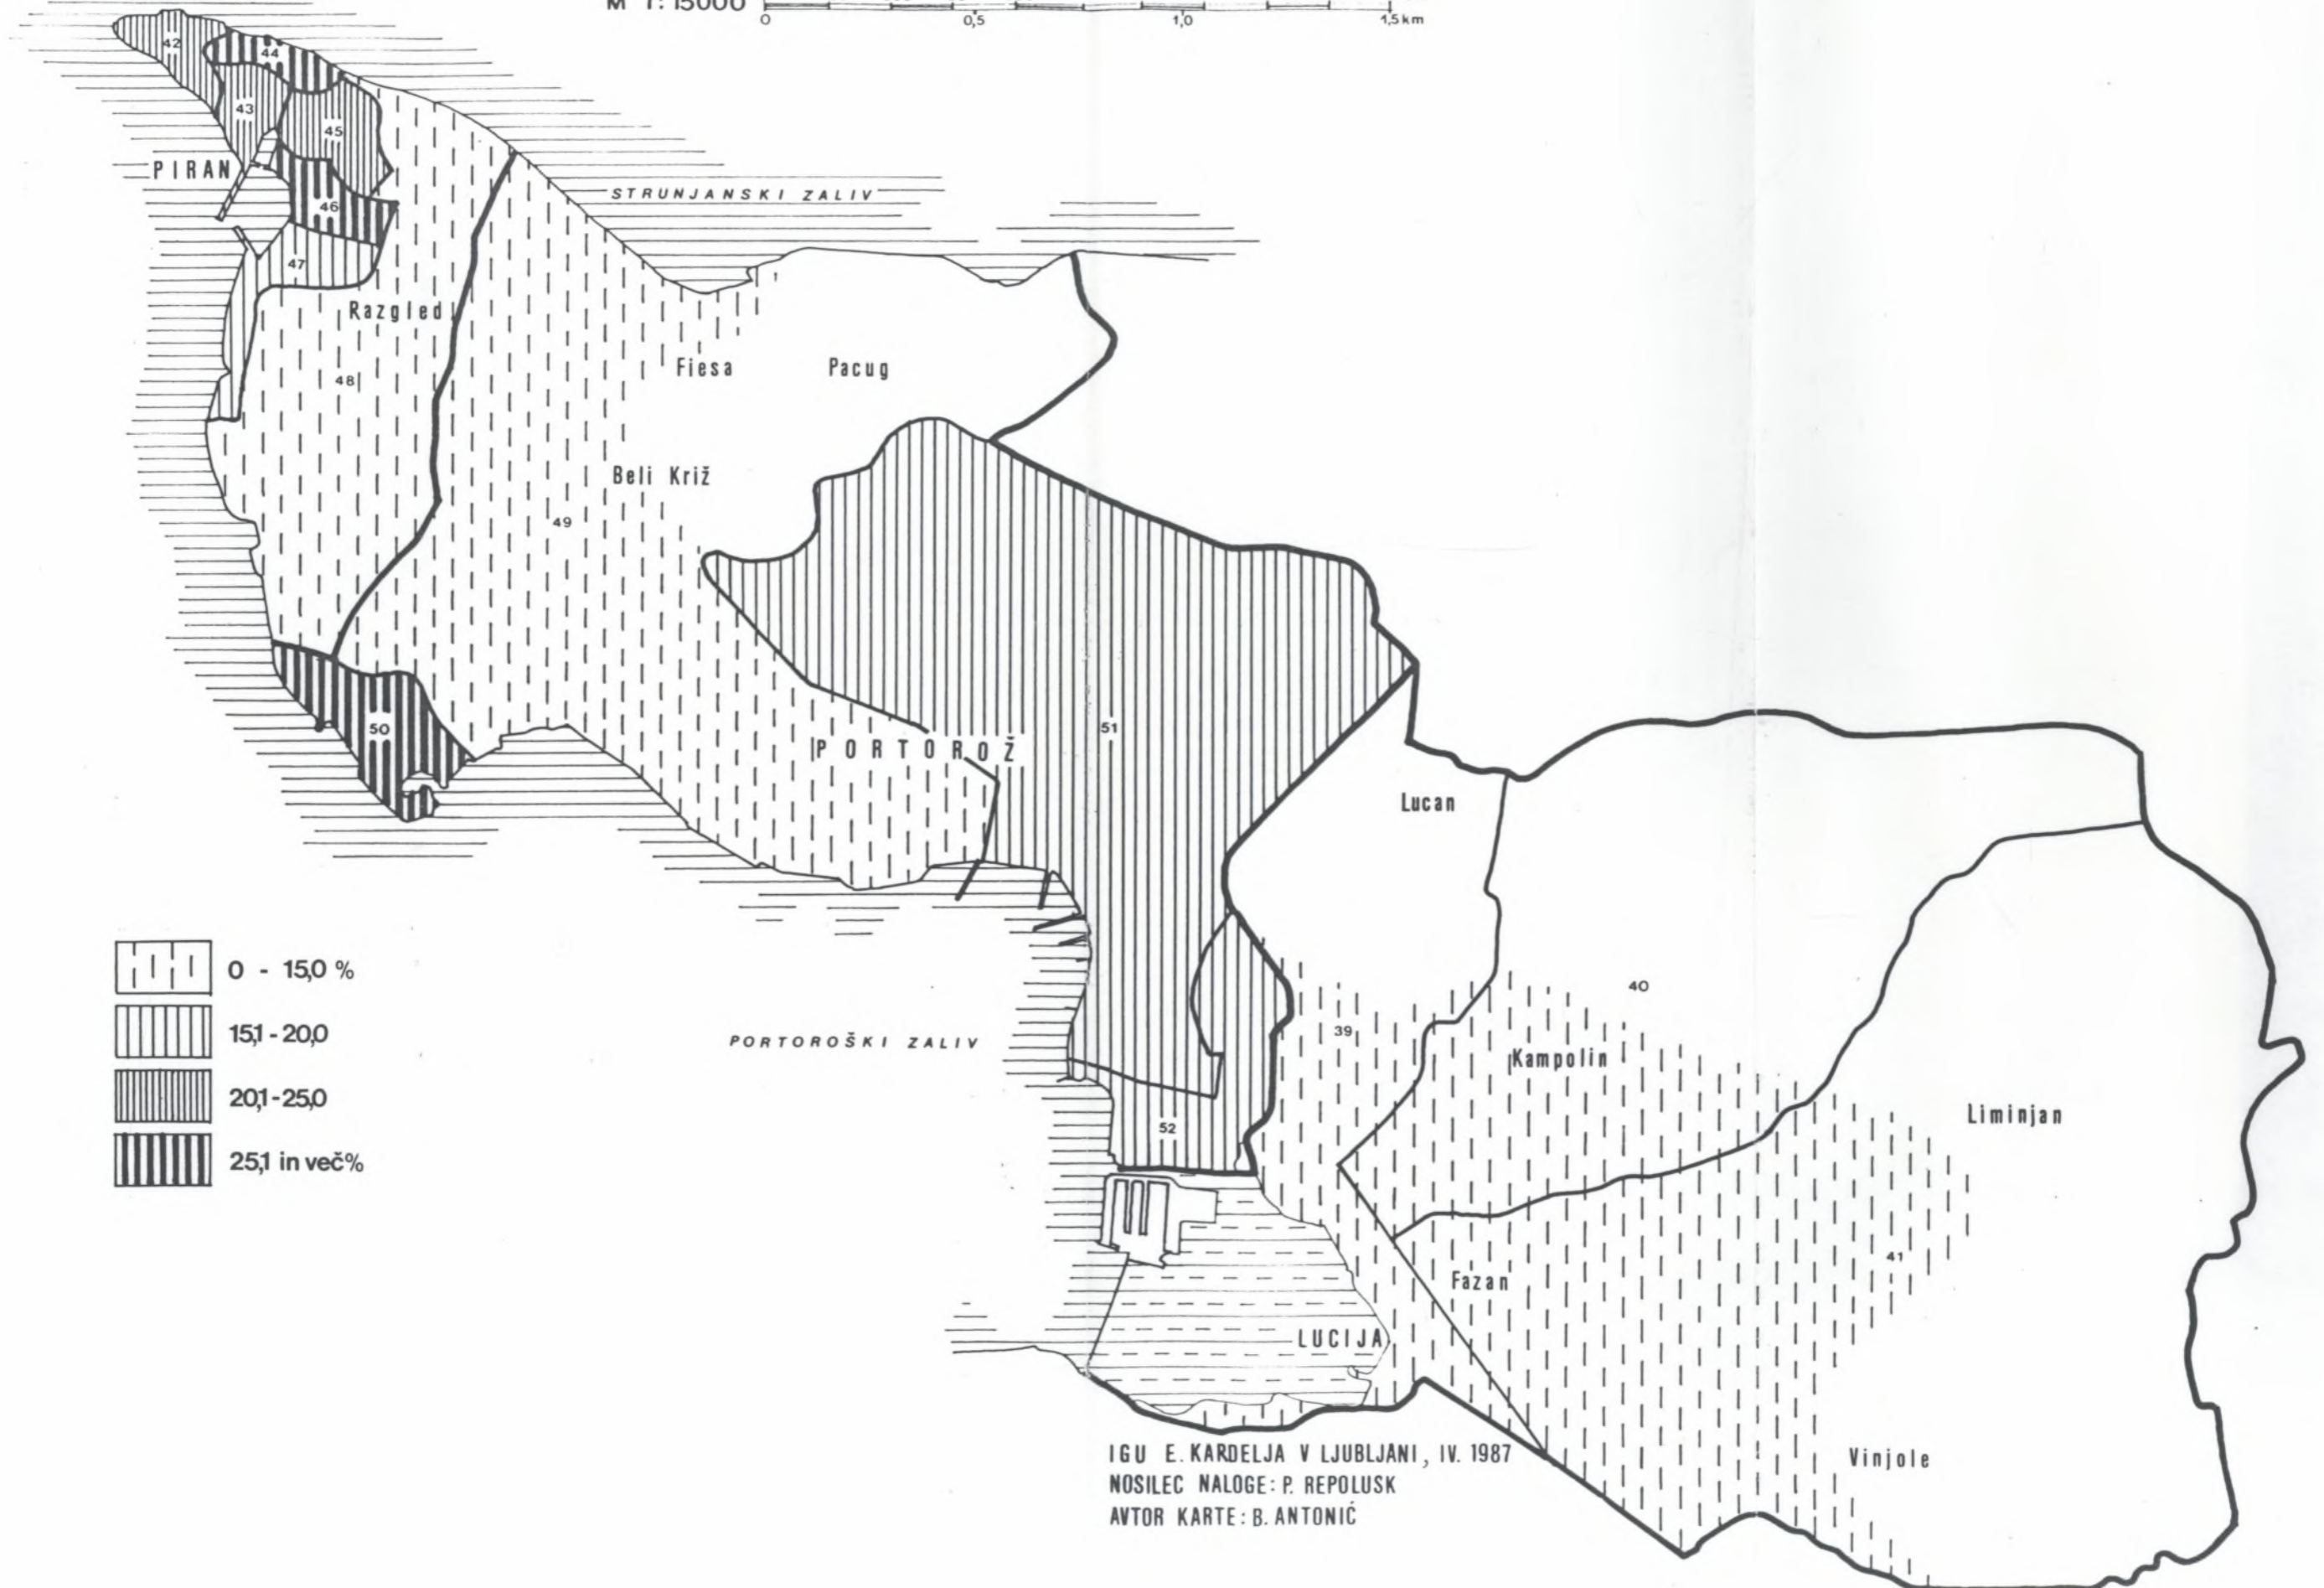 M 1:15000
0 0,5 1,0 1,5 km
42
44
43
45
PIRAN
STRUNJANSKI ZALIV
46
47
Razgled
Fiesa
Pacug
48
Beli Križ
49
51
50
PORTOROŽ
Lucan
0 - 15,0 %
40
15,1 - 20,0
39
PORTOROŠKI ZALIV
Kampolin
20,1 - 25,0
Liminjan
52
25,1 in več %
41
Fazan
LUCIJA
Vinjole
IGU E. KARDELJA V LJUBLJANI, IV. 1987
NOSILEC NALOGE: P. REPOLUSK
AVTOR KARTE: B. ANTONIĆ